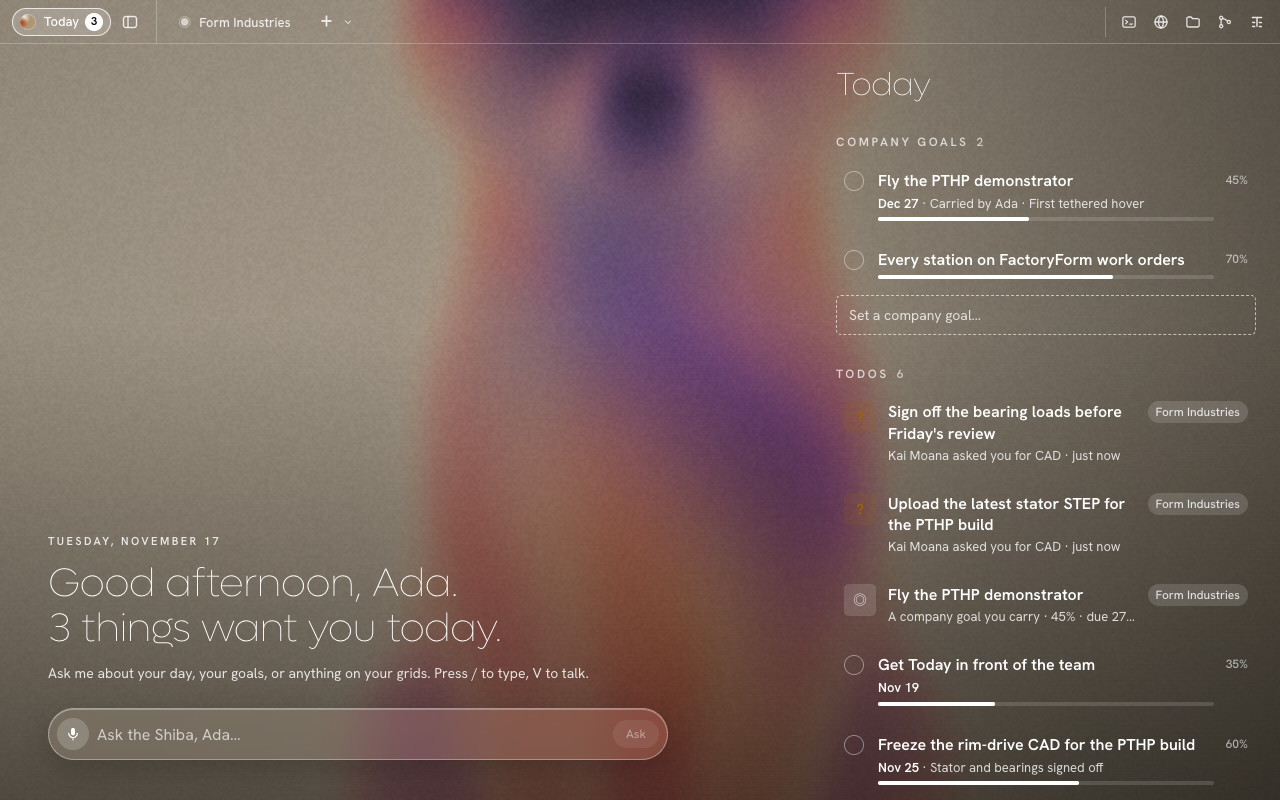 Today 3
Form Industries
Today
COMPANY GOALS 2
Fly the PTHP demonstrator 45%
Dec 27 · Carried by Ada · First tethered hover
Every station on FactoryForm work orders 70%
Set a company goal...
TODOS 6
Sign off the bearing loads before Form Industries
Friday's review
Kai Moana asked you for CAD · just now
?
Upload the latest stator STEP for Form Industries
the PTHP build
Kai Moana asked you for CAD · just now
Fly the PTHP demonstrator Form Industries
A company goal you carry · 45% · due 27...
Get Today in front of the team 35%
Nov 19
Freeze the rim-drive CAD for the PTHP build 60%
Nov 25 · Stator and bearings signed off
TUESDAY, NOVEMBER 17
Good afternoon, Ada.
3 things want you today.
Ask me about your day, your goals, or anything on your grids. Press / to type, V to talk.
Ask the Shiba, Ada... Ask